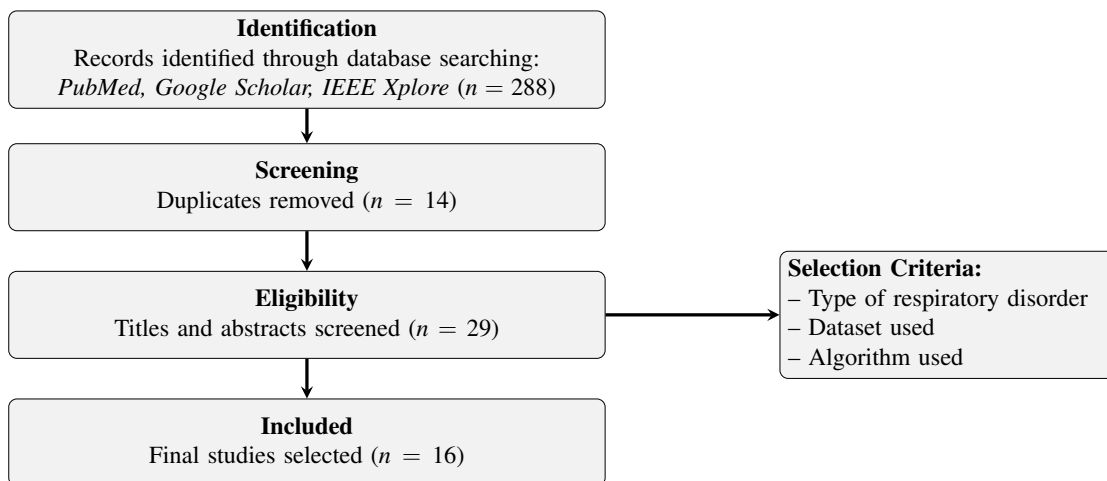 Identification
Records identified through database searching:
PubMed, Google Scholar, IEEE Xplore (n = 288)
Screening
Duplicates removed (n = 14)
Eligibility
Titles and abstracts screened (n = 29)
Selection Criteria:
– Type of respiratory disorder
– Dataset used
– Algorithm used
Included
Final studies selected (n = 16)